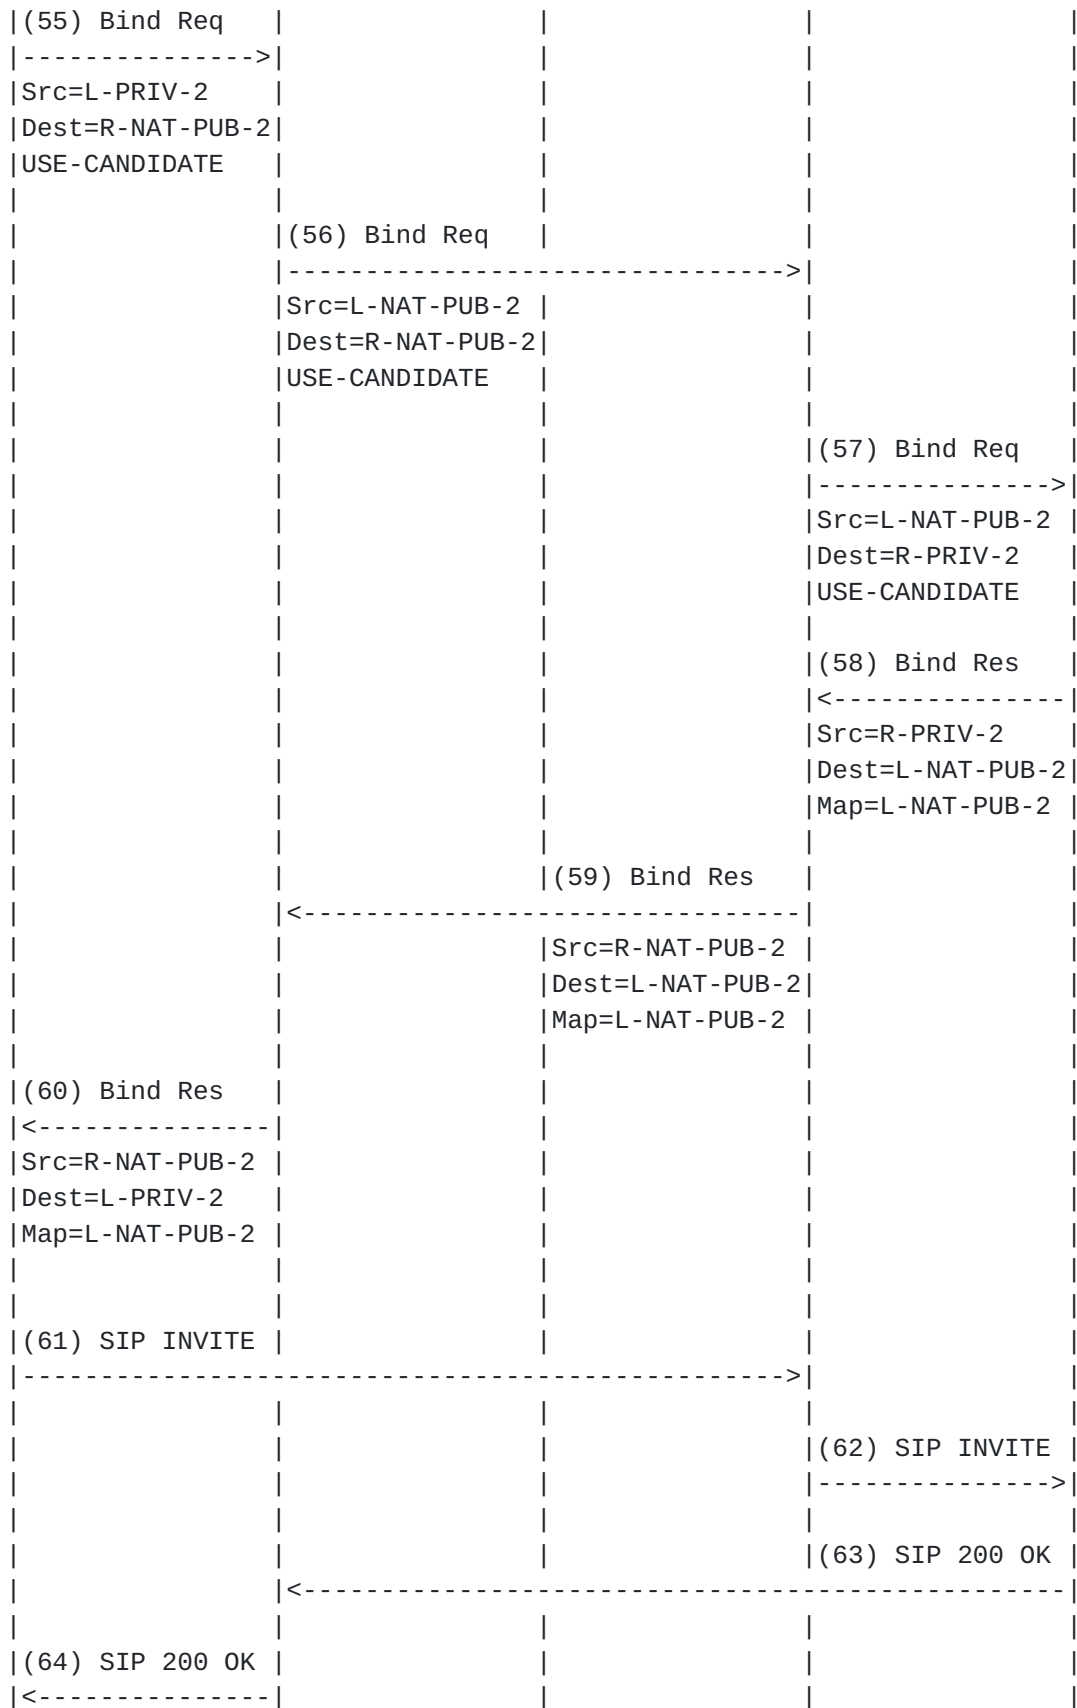 |(55) Bind Req   |                |                |                |
|--------------->|                |                |                |
|Src=L-PRIV-2    |                |                |                |
|Dest=R-NAT-PUB-2|                |                |                |
|USE-CANDIDATE   |                |                |                |
|                |                |                |                |
|                |(56) Bind Req   |                |                |
|                |-------------------------------->|                |
|                |Src=L-NAT-PUB-2 |                |                |
|                |Dest=R-NAT-PUB-2|                |                |
|                |USE-CANDIDATE   |                |                |
|                |                |                |                |
|                |                |                |(57) Bind Req   |
|                |                |                |--------------->|
|                |                |                |Src=L-NAT-PUB-2 |
|                |                |                |Dest=R-PRIV-2   |
|                |                |                |USE-CANDIDATE   |
|                |                |                |                |
|                |                |                |(58) Bind Res   |
|                |                |                |<---------------|
|                |                |                |Src=R-PRIV-2    |
|                |                |                |Dest=L-NAT-PUB-2|
|                |                |                |Map=L-NAT-PUB-2 |
|                |                |                |                |
|                |                |(59) Bind Res   |                |
|                |<--------------------------------|                |
|                |                |Src=R-NAT-PUB-2 |                |
|                |                |Dest=L-NAT-PUB-2|                |
|                |                |Map=L-NAT-PUB-2 |                |
|                |                |                |                |
|(60) Bind Res   |                |                |                |
|<---------------|                |                |                |
|Src=R-NAT-PUB-2 |                |                |                |
|Dest=L-PRIV-2   |                |                |                |
|Map=L-NAT-PUB-2 |                |                |                |
|                |                |                |                |
|                |                |                |                |
|(61) SIP INVITE |                |                |                |
|------------------------------------------------->|                |
|                |                |                |                |
|                |                |                |(62) SIP INVITE |
|                |                |                |--------------->|
|                |                |                |                |
|                |                |                |(63) SIP 200 OK |
|                |<-------------------------------------------------|
|                |                |                |                |
|(64) SIP 200 OK |                |                |                |
|<---------------|                |                |                |